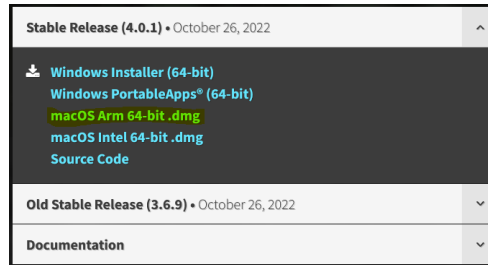 Stable Release (4.0.1) • October 26, 2022
Windows Installer (64-bit)
Windows PortableApps® (64-bit)
macOS Arm 64-bit .dmg
macOS Intel 64-bit .dmg
Source Code
Old Stable Release (3.6.9) • October 26, 2022
Documentation